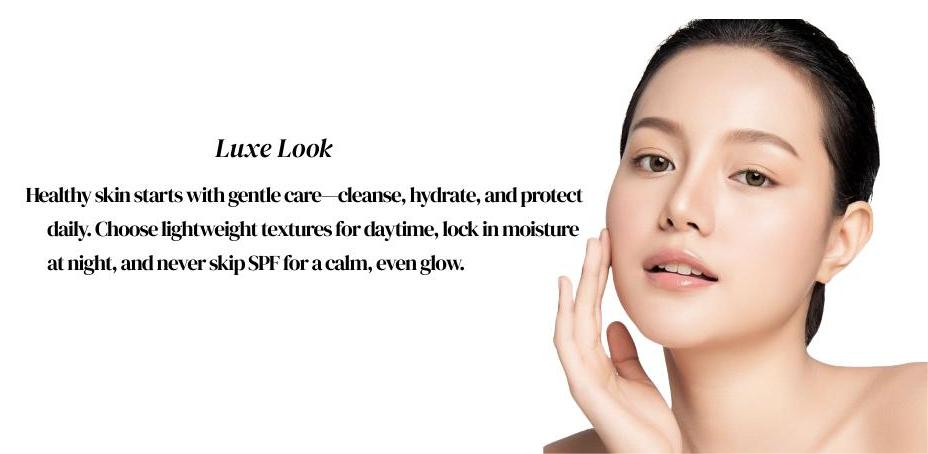 Luxe Look
Healthy skin starts with gentle care—cleanse, hydrate, and protect
daily. Choose lightweight textures for daytime, lock in moisture
at night, and never skip SPF for a calm, even glow.